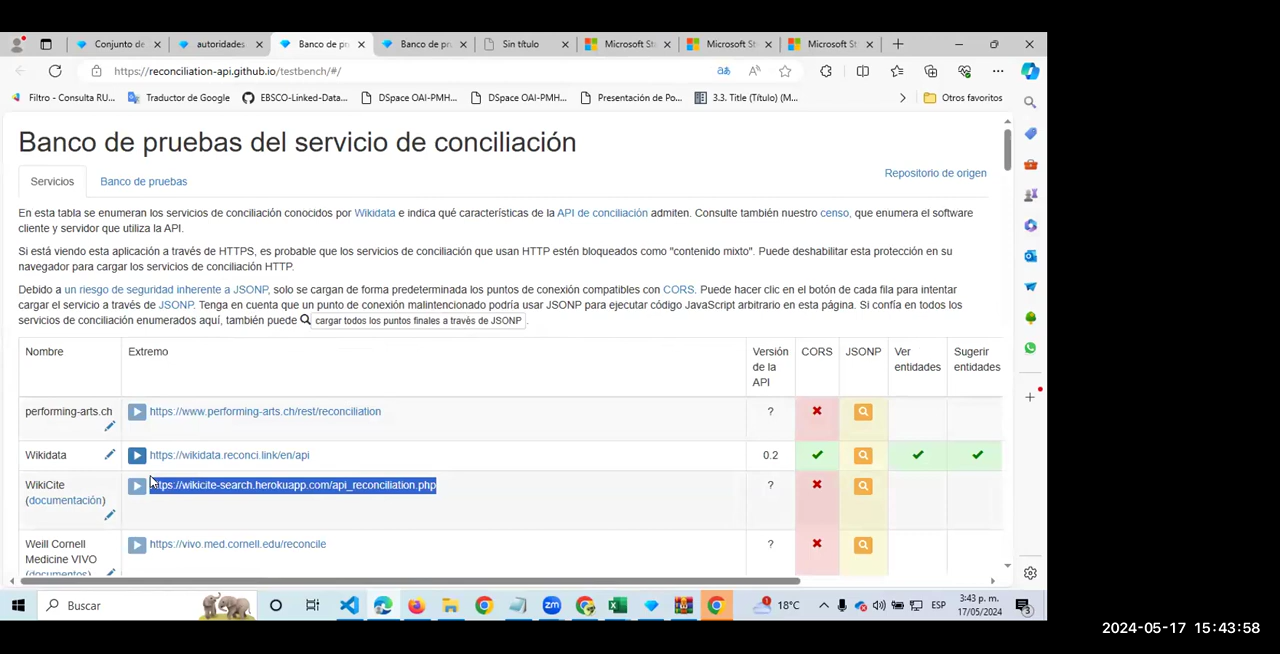 Conjunto de
autoridades
Banco de pr
Banco de pr
Sin título
Microsoft St
Microsoft St
Microsoft St
https://reconciliation-api.github.io/testbench/#/
Filtro - Consulta RU...
Traductor de Google
EBSCO-Linked-Data...
DSpace OAI-PMH...
DSpace OAI-PMH...
Presentación de Po...
3.3. Title (Título) (M...
Otros favoritos
Banco de pruebas del servicio de conciliación
Servicios
Banco de pruebas
Repositorio de origen
En esta tabla se enumeran los servicios de conciliación conocidos por Wikidata e indica qué características de la API de conciliación admiten. Consulte también nuestro censo, que enumera el software
cliente y servidor que utiliza la API.
Si está viendo esta aplicación a través de HTTPS, es probable que los servicios de conciliación que usan HTTP estén bloqueados como "contenido mixto". Puede deshabilitar esta protección en su
navegador para cargar los servicios de conciliación HTTP.
Debido a un riesgo de seguridad inherente a JSONP, solo se cargan de forma predeterminada los puntos de conexión compatibles con CORS. Puede hacer clic en el botón de cada fila para intentar
cargar el servicio a través de JSONP. Tenga en cuenta que un punto de conexión malintencionado podría usar JSONP para ejecutar código JavaScript arbitrario en esta página. Si confía en todos los
servicios de conciliación enumerados aquí, también puede cargar todos los puntos finales a través de JSONP .
Nombre Extremo Versión de la API CORS JSONP Ver entidades Sugerir entidades
performing-arts.ch https://www.performing-arts.ch/rest/reconciliation ?
Wikidata https://wikidata.reconci.link/en/api 0.2
WikiCite https://wikicite-search.herokuapp.com/api_reconciliation.php ?
(documentación)
Weill Cornell https://vivo.med.cornell.edu/reconcile ?
Medicine VIVO
(documentos)
Buscar
18°C
ESP
3:43 p. m.
17/05/2024
3
2024-05-17 15:43:58